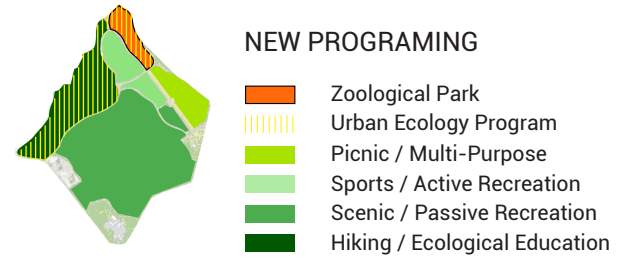 NEW PROGRAMING
Zoological Park
Urban Ecology Program
Picnic / Multi-Purpose
Sports / Active Recreation
Scenic / Passive Recreation
Hiking / Ecological Education